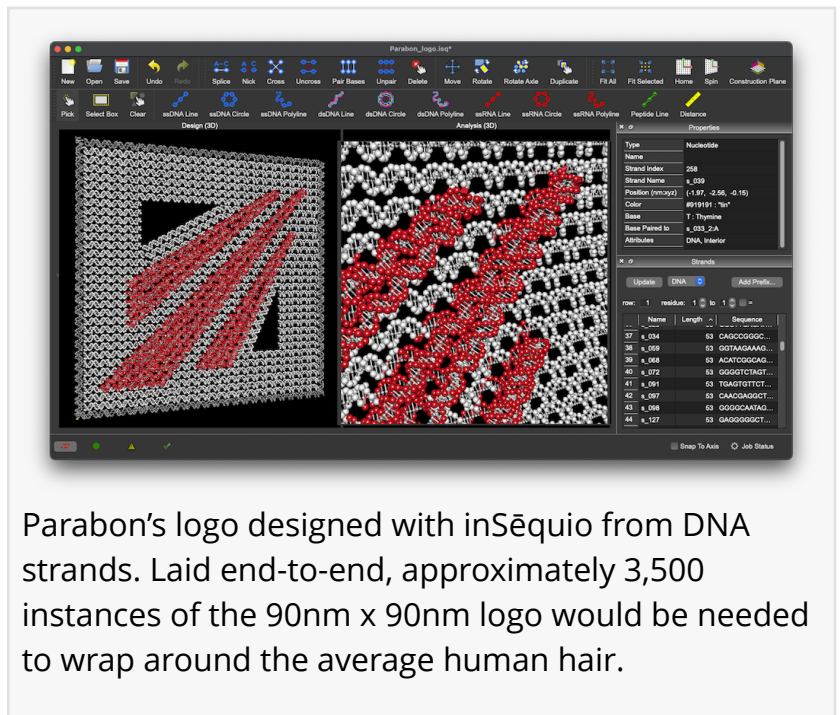 Parabon_logo.isq*
New Open Save Undo Redo Splice Nick Cross Uncross Pair Bases Unpair Delete Move Rotate Rotate Axle Duplicate Fit All Fit Selected Home Spin Construction Plane
Pick Select Box Clear ssDNA Line ssDNA Circle ssDNA Polyline dsDNA Line dsDNA Circle dsDNA Polyline ssRNA Line ssRNA Circle ssRNA Polyline Peptide Line Distance
Design (3D) Analysis (3D) Properties
Type Nucleotide
Name
Strand Index 258
Strand Name s_039
Position (nm:xyz) (-1.97, -2.56, -0.15)
Color #919191 : "tin"
Base T : Thymine
Base Paired to s_033_2:A
Attributes DNA, Interior
Strands
Update DNA Add Prefix...
row: 1 residue: 1 to 1 =
Name Length Sequence
37 s_034 53 CAGCCGGGC...
38 s_059 53 GGTAAGAAAG...
39 s_068 53 ACATCGGCAG...
40 s_072 53 GGGGTCTAGT...
41 s_091 53 TGAGTGTTCT...
42 s_097 53 CAACGAGGCT...
43 s_098 53 GGGGCAATAG...
44 s_127 53 GAGGGGGCT...
Snap To Axis Job Status
Parabon’s logo designed with inSēquio from DNA
strands. Laid end-to-end, approximately 3,500
instances of the 90nm x 90nm logo would be needed
to wrap around the average human hair.